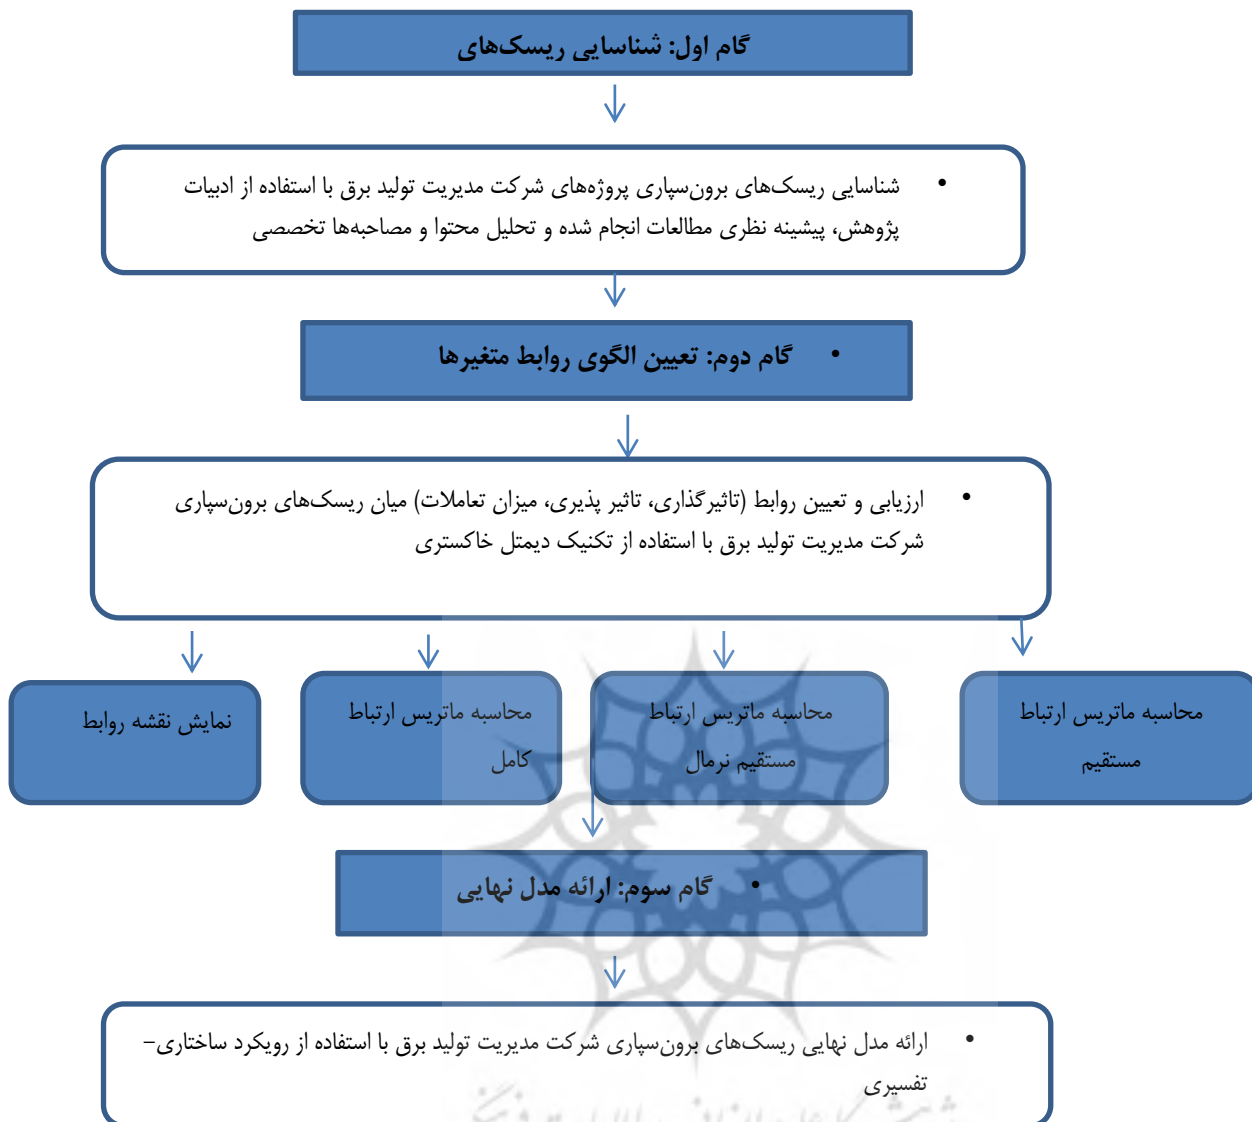 گام اول: شناسایی ریسک‌های
• شناسایی ریسک‌های برون‌سپاری پروژه‌های شرکت مدیریت تولید برق با استفاده از ادبیات
پژوهش، پیشینه نظری مطالعات انجام شده و تحلیل محتوا و مصاحبه‌ها تخصصی
• گام دوم: تعیین الگوی روابط متغیرها
• ارزیابی و تعیین روابط (تاثیرگذاری، تاثیر پذیری، میزان تعاملات) میان ریسک‌های برون‌سپاری
شرکت مدیریت تولید برق با استفاده از تکنیک دیمتل خاکستری
محاسبه ماتریس ارتباط
مستقیم
محاسبه ماتریس ارتباط
مستقیم نرمال
محاسبه ماتریس ارتباط
کامل
نمایش نقشه روابط
• گام سوم: ارائه مدل نهایی
• ارائه مدل نهایی ریسک‌های برون‌سپاری شرکت مدیریت تولید برق با استفاده از رویکرد ساختاری-
تفسیری